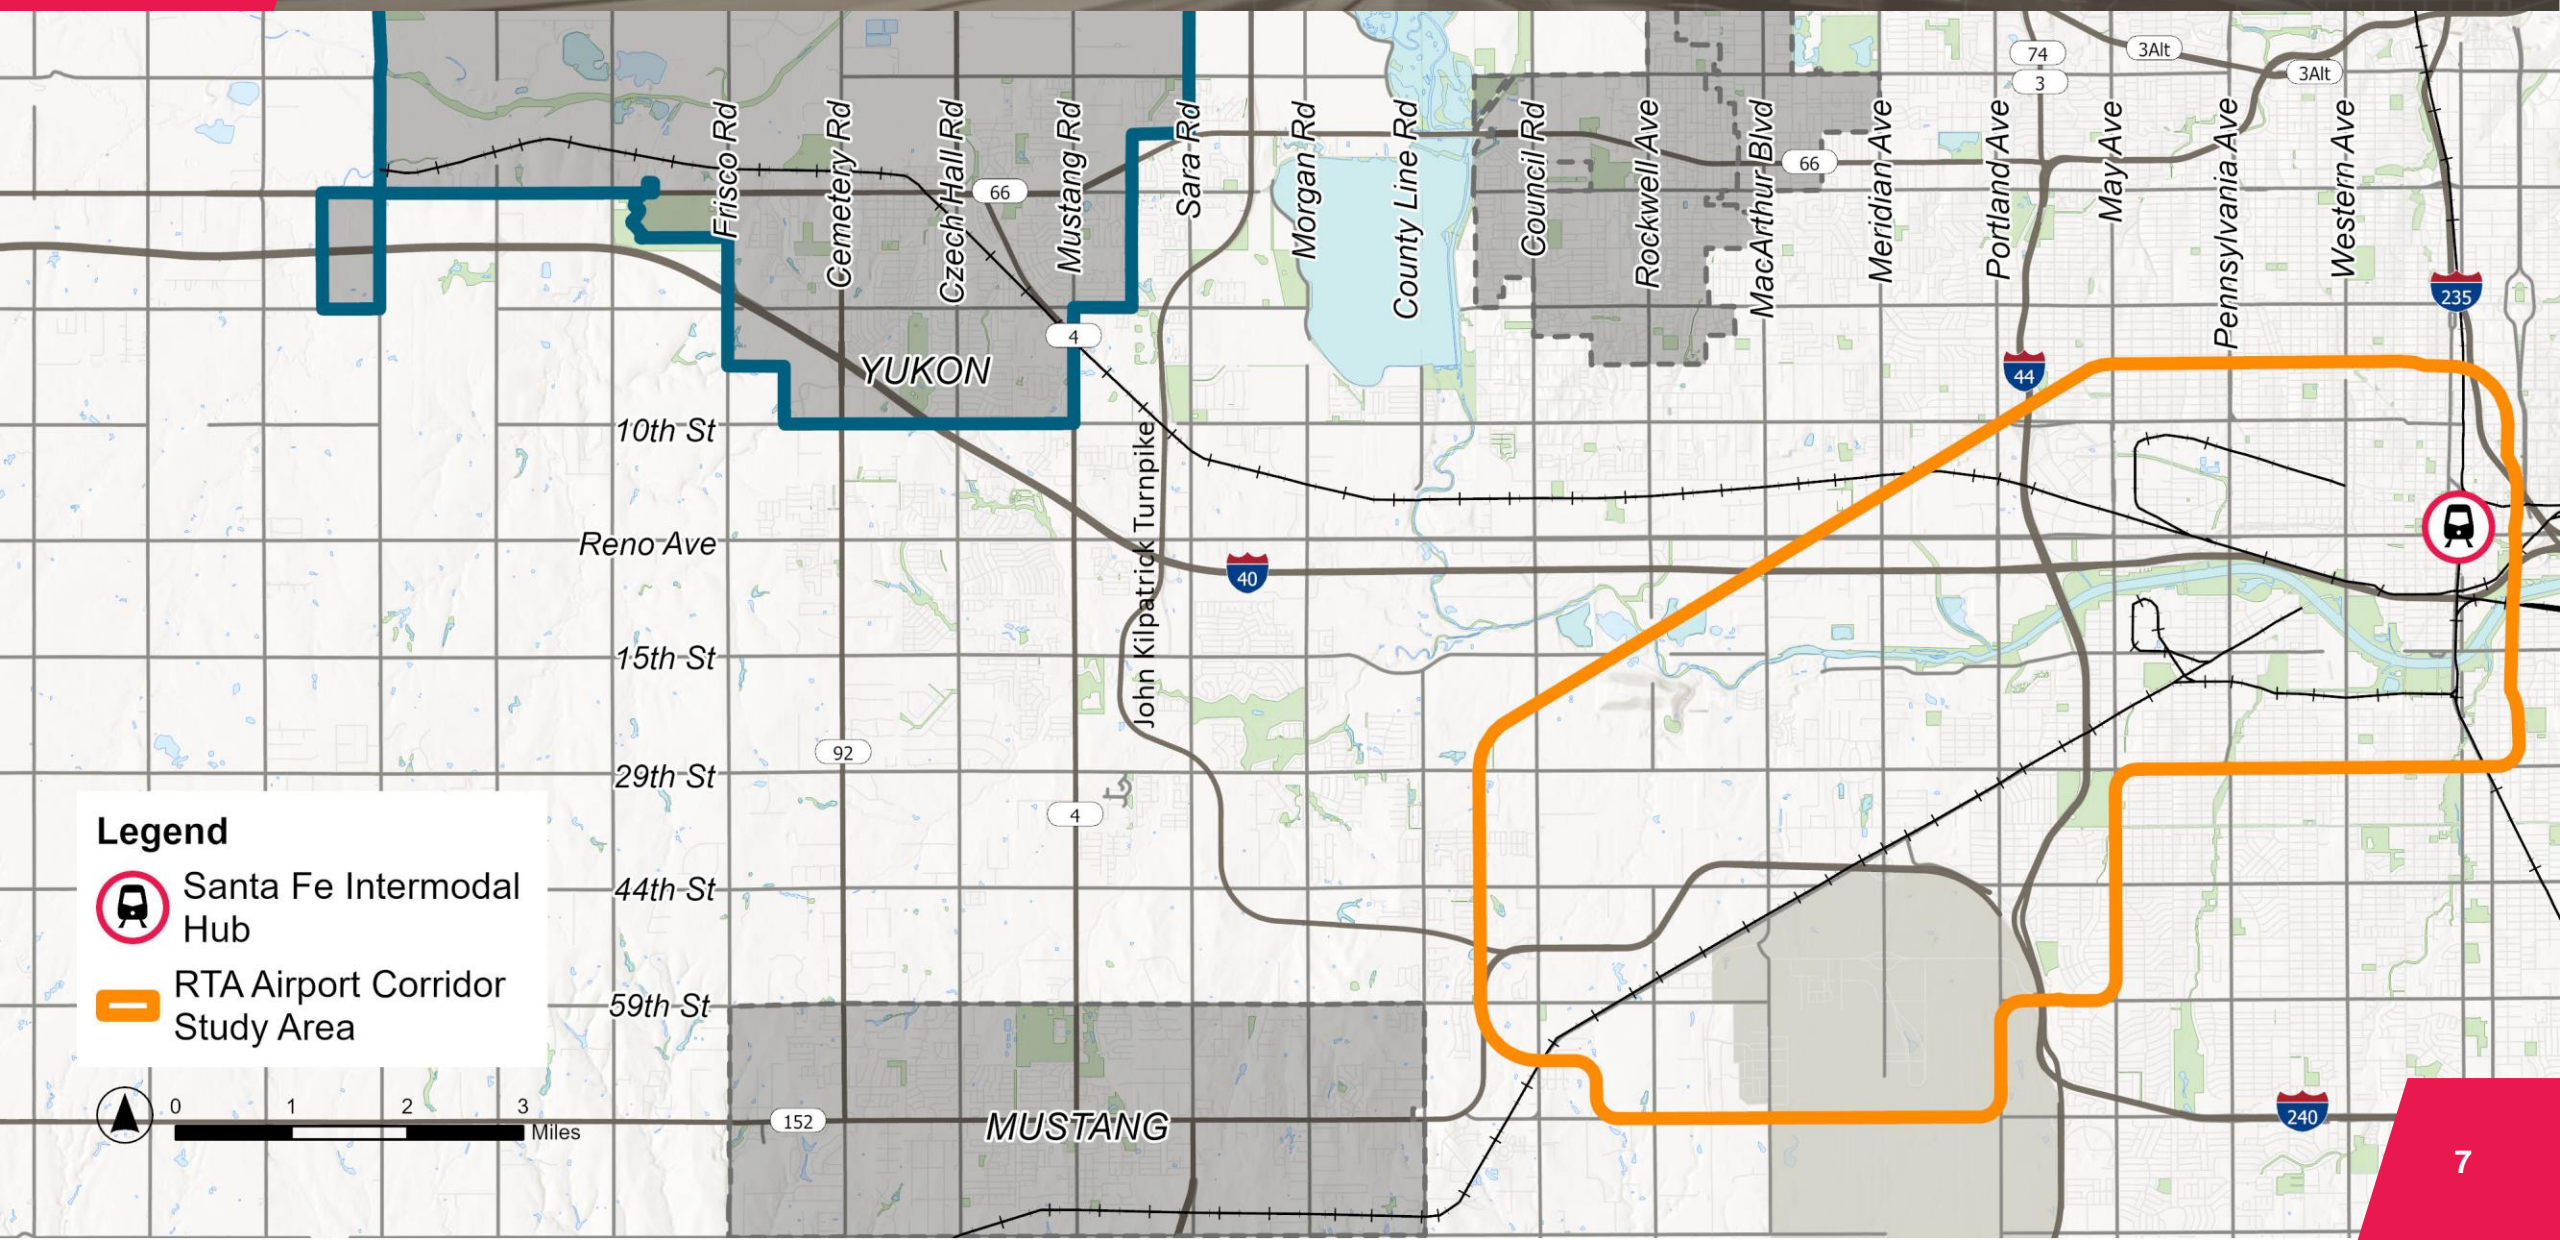 74
3Alt
3
3Alt
Frisco Rd
Cemetery Rd
Czech Hall Rd
Mustang Rd
Sara Rd
Morgan Rd
County Line Rd
Council Rd
Rockwell Ave
MacArthur Blvd
Meridian Ave
Portland Ave
May Ave
Pennsylvania Ave
Western Ave
66
66
235
4
44
YUKON
10th St
John Kilpatrick Turnpike
Reno Ave
40
15th St
92
29th St
4
44th St
59th St
Legend
Santa Fe Intermodal
Hub
RTA Airport Corridor
Study Area
0 1 2 3
Miles
152
MUSTANG
240
7